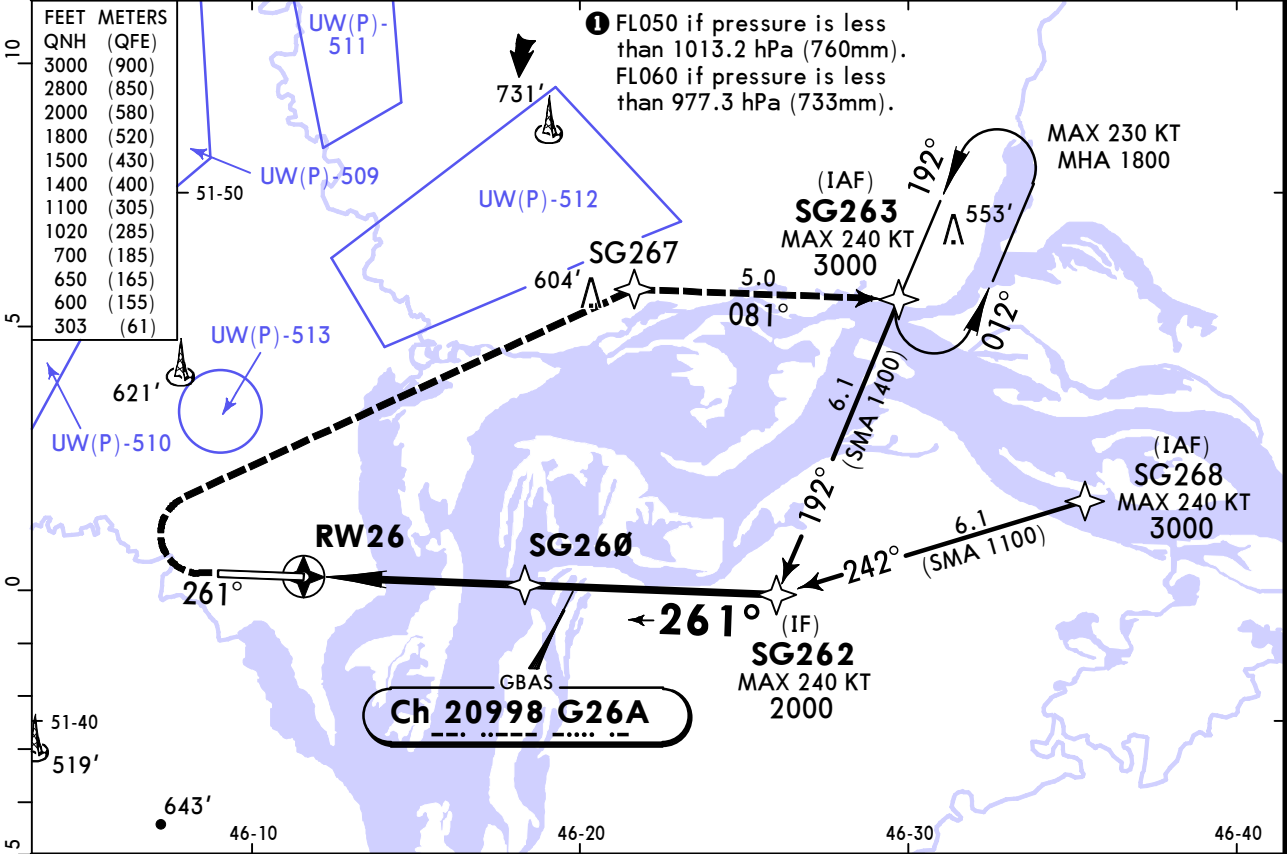 FEET METERS
QNH (QFE)
3000 (900)
2800 (850)
2000 (580)
1800 (520)
1500 (430)
1400 (400)
1100 (305)
1020 (285)
700 (185)
650 (165)
600 (155)
303 (61)
10
5
0
5
UW(P)-
511
❶ FL050 if pressure is less
than 1013.2 hPa (760mm).
FL060 if pressure is less
than 977.3 hPa (733mm).
731'
UW(P)-509
51-50
UW(P)-512
192°
MAX 230 KT
MHA 1800
(IAF)
SG263
MAX 240 KT
3000
553'
012°
SG267
604'
5.0
081°
UW(P)-513
621'
UW(P)-510
6.1
(SMA 1400)
192°
(IAF)
SG268
MAX 240 KT
3000
6.1
(SMA 1100)
242°
RW26
SG26Ø
261°
261°
(IF)
SG262
MAX 240 KT
2000
GBAS
Ch 20998 G26A
51-40
519'
643'
46-10
46-20
46-30
46-40